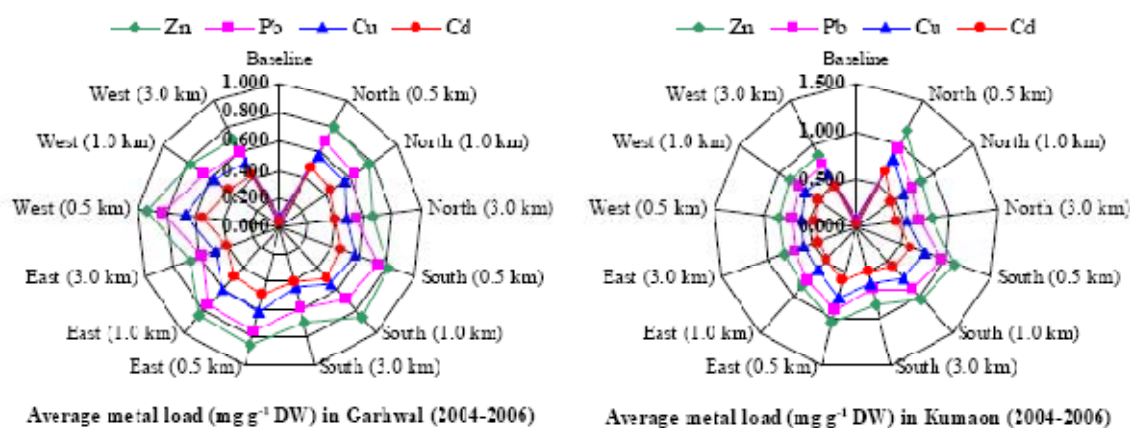 Zn Pb Cu Cd
Baseline
1.000
0.800
0.600
0.400
0.200
0.000
North (0.5 km)
North (1.0 km)
North (3.0 km)
South (0.5 km)
South (1.0 km)
South (3.0 km)
East (0.5 km)
East (1.0 km)
East (3.0 km)
West (0.5 km)
West (1.0 km)
West (3.0 km)
Average metal load (mg g⁻¹ DW) in Garhwal (2004-2006)
Zn Pb Cu Cd
Baseline
1.500
1.000
0.500
0.000
North (0.5 km)
North (1.0 km)
North (3.0 km)
South (0.5 km)
South (1.0 km)
South (3.0 km)
East (0.5 km)
East (1.0 km)
East (3.0 km)
West (0.5 km)
West (1.0 km)
West (3.0 km)
Average metal load (mg g⁻¹ DW) in Kumaon (2004-2006)